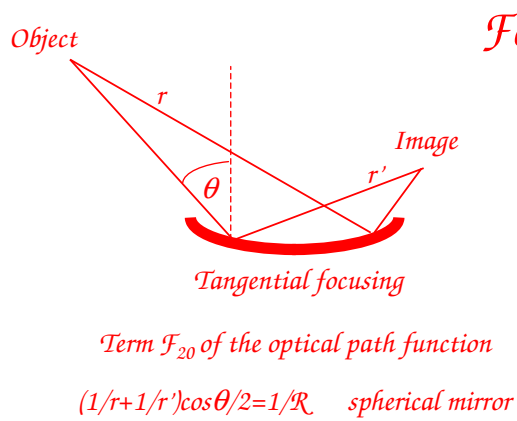 Object
r
θ
Image
r'
Tangential focusing
Term F₂₀ of the optical path function
(1/r+1/r')cosθ/2=1/R spherical mirror